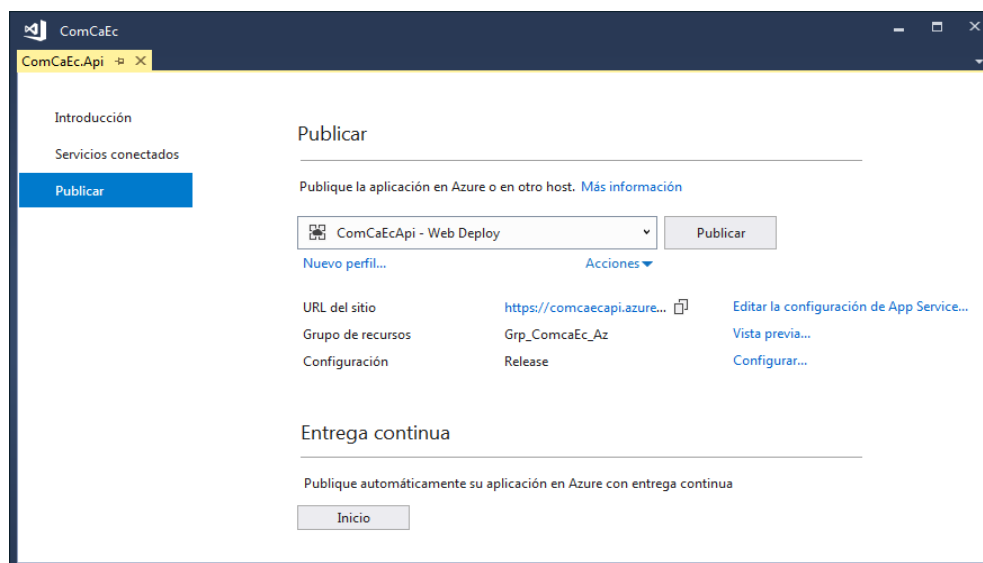 ComCaEc
ComCaEc.Api
Introducción
Servicios conectados
Publicar
Publicar
Publique la aplicación en Azure o en otro host. Más información
ComCaEcApi - Web Deploy
Publicar
Nuevo perfil...
Acciones
URL del sitio
https://comcaecapi.azure...
Editar la configuración de App Service...
Grupo de recursos
Grp_ComcaEc_Az
Vista previa...
Configuración
Release
Configurar...
Entrega continua
Publique automáticamente su aplicación en Azure con entrega continua
Inicio